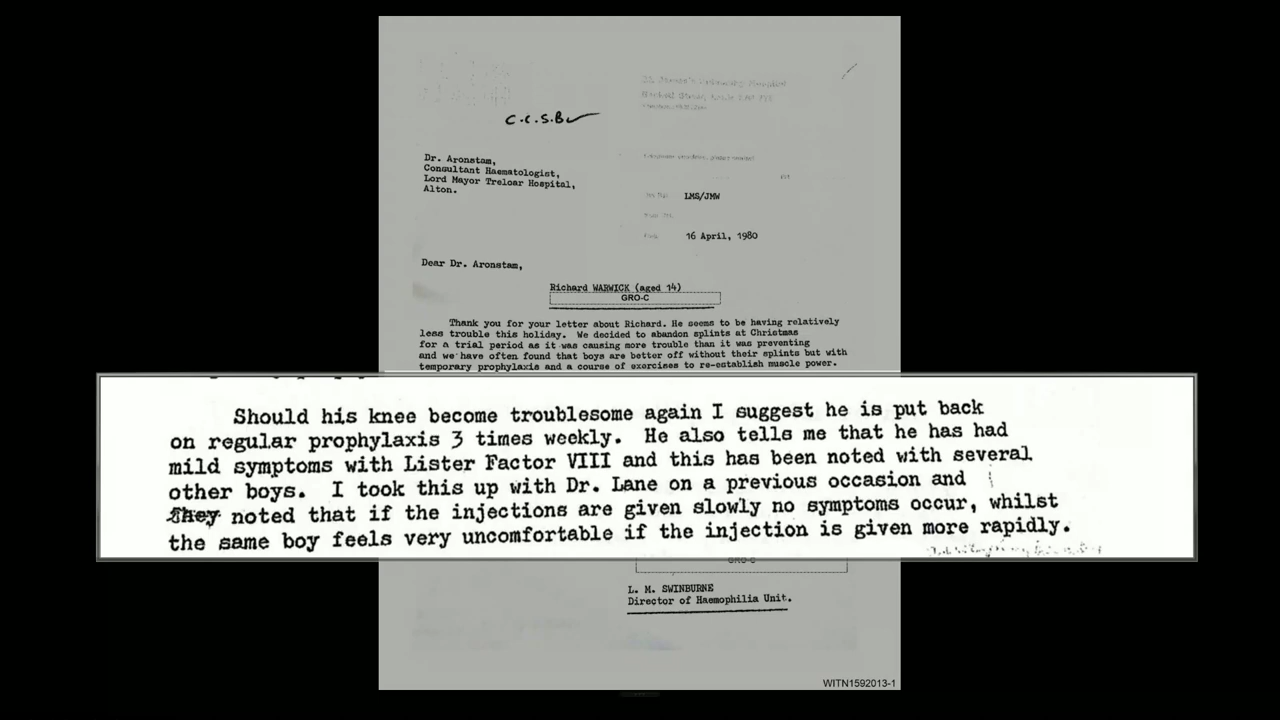 C.C.S.B
Dr. Aronstam,
Consultant Haematologist,
Lord Mayor Treloar Hospital,
Alton.
LMS/JMW
16 April, 1980
Dear Dr. Aronstam,
Richard WARWICK (aged 14)
GRO-C
Thank you for your letter about Richard. He seems to be having relatively
less trouble this holiday. We decided to abandon splints at Christmas
for a trial period as it was causing more trouble than it was preventing
and we have often found that boys are better off without their splints but with
temporary prophylaxis and a course of exercises to re-establish muscle power.
Should his knee become troublesome again I suggest he is put back
on regular prophylaxis 3 times weekly. He also tells me that he has had
mild symptoms with Lister Factor VIII and this has been noted with several
other boys. I took this up with Dr. Lane on a previous occasion and
they noted that if the injections are given slowly no symptoms occur, whilst
the same boy feels very uncomfortable if the injection is given more rapidly.
GRO-C
L. M. SWINBURNE
Director of Haemophilia Unit.
WITN1592013-1